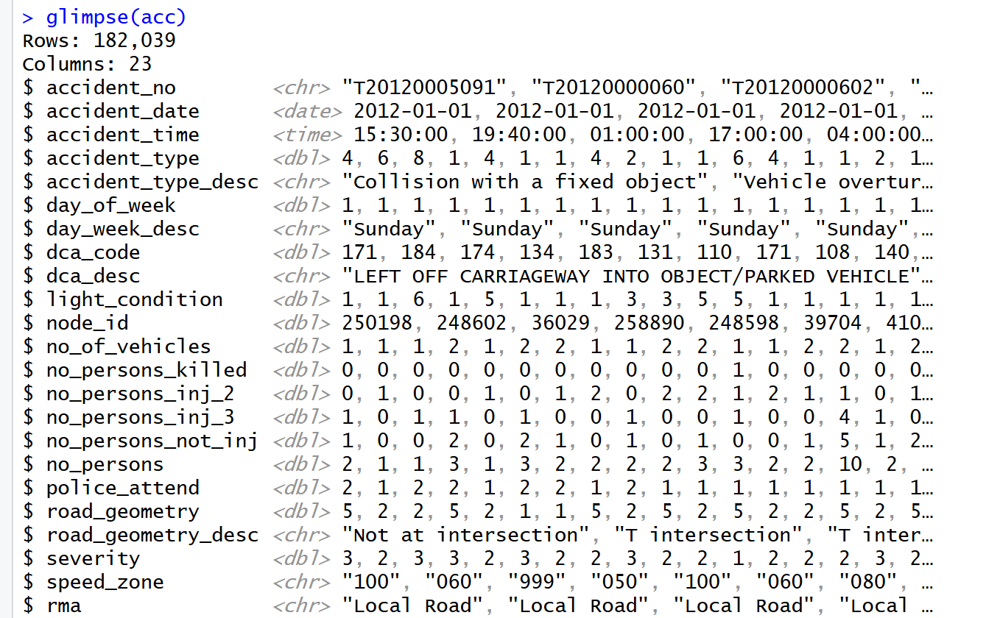 > glimpse(acc)
Rows: 182,039
Columns: 23
$ accident_no        <chr> "T20120005091", "T20120000060", "T20120000602", "…
$ accident_date      <date> 2012-01-01, 2012-01-01, 2012-01-01, 2012-01-01, …
$ accident_time      <time> 15:30:00, 19:40:00, 01:00:00, 17:00:00, 04:00:00…
$ accident_type      <dbl> 4, 6, 8, 1, 4, 1, 1, 4, 2, 1, 1, 6, 4, 1, 1, 2, 1…
$ accident_type_desc <chr> "Collision with a fixed object", "Vehicle overtur…
$ day_of_week        <dbl> 1, 1, 1, 1, 1, 1, 1, 1, 1, 1, 1, 1, 1, 1, 1, 1, 1…
$ day_week_desc      <chr> "Sunday", "Sunday", "Sunday", "Sunday", "Sunday",…
$ dca_code           <dbl> 171, 184, 174, 134, 183, 131, 110, 171, 108, 140,…
$ dca_desc           <chr> "LEFT OFF CARRIAGEWAY INTO OBJECT/PARKED VEHICLE"…
$ light_condition    <dbl> 1, 1, 6, 1, 5, 1, 1, 1, 3, 3, 5, 5, 1, 1, 1, 1, 1…
$ node_id            <dbl> 250198, 248602, 36029, 258890, 248598, 39704, 410…
$ no_of_vehicles     <dbl> 1, 1, 1, 2, 1, 2, 2, 1, 1, 2, 2, 1, 1, 2, 2, 1, 2…
$ no_persons_killed  <dbl> 0, 0, 0, 0, 0, 0, 0, 0, 0, 0, 0, 1, 0, 0, 0, 0, 0…
$ no_persons_inj_2   <dbl> 0, 1, 0, 0, 1, 0, 1, 2, 0, 2, 2, 1, 2, 1, 1, 0, 1…
$ no_persons_inj_3   <dbl> 1, 0, 1, 1, 0, 1, 0, 0, 1, 0, 0, 1, 0, 0, 4, 1, 0…
$ no_persons_not_inj <dbl> 1, 0, 0, 2, 0, 2, 1, 0, 1, 0, 1, 0, 0, 1, 5, 1, 2…
$ no_persons         <dbl> 2, 1, 1, 3, 1, 3, 2, 2, 2, 2, 3, 3, 2, 2, 10, 2, …
$ police_attend      <dbl> 2, 1, 2, 2, 1, 2, 2, 1, 2, 1, 1, 1, 1, 1, 1, 1, 1…
$ road_geometry      <dbl> 5, 2, 2, 5, 2, 1, 1, 5, 2, 5, 2, 5, 2, 2, 5, 2, 5…
$ road_geometry_desc <chr> "Not at intersection", "T intersection", "T inter…
$ severity           <dbl> 3, 2, 3, 3, 2, 3, 2, 2, 3, 2, 2, 1, 2, 2, 2, 3, 2…
$ speed_zone         <chr> "100", "060", "999", "050", "100", "060", "080", …
$ rma                <chr> "Local Road", "Local Road", "Local Road", "Local …